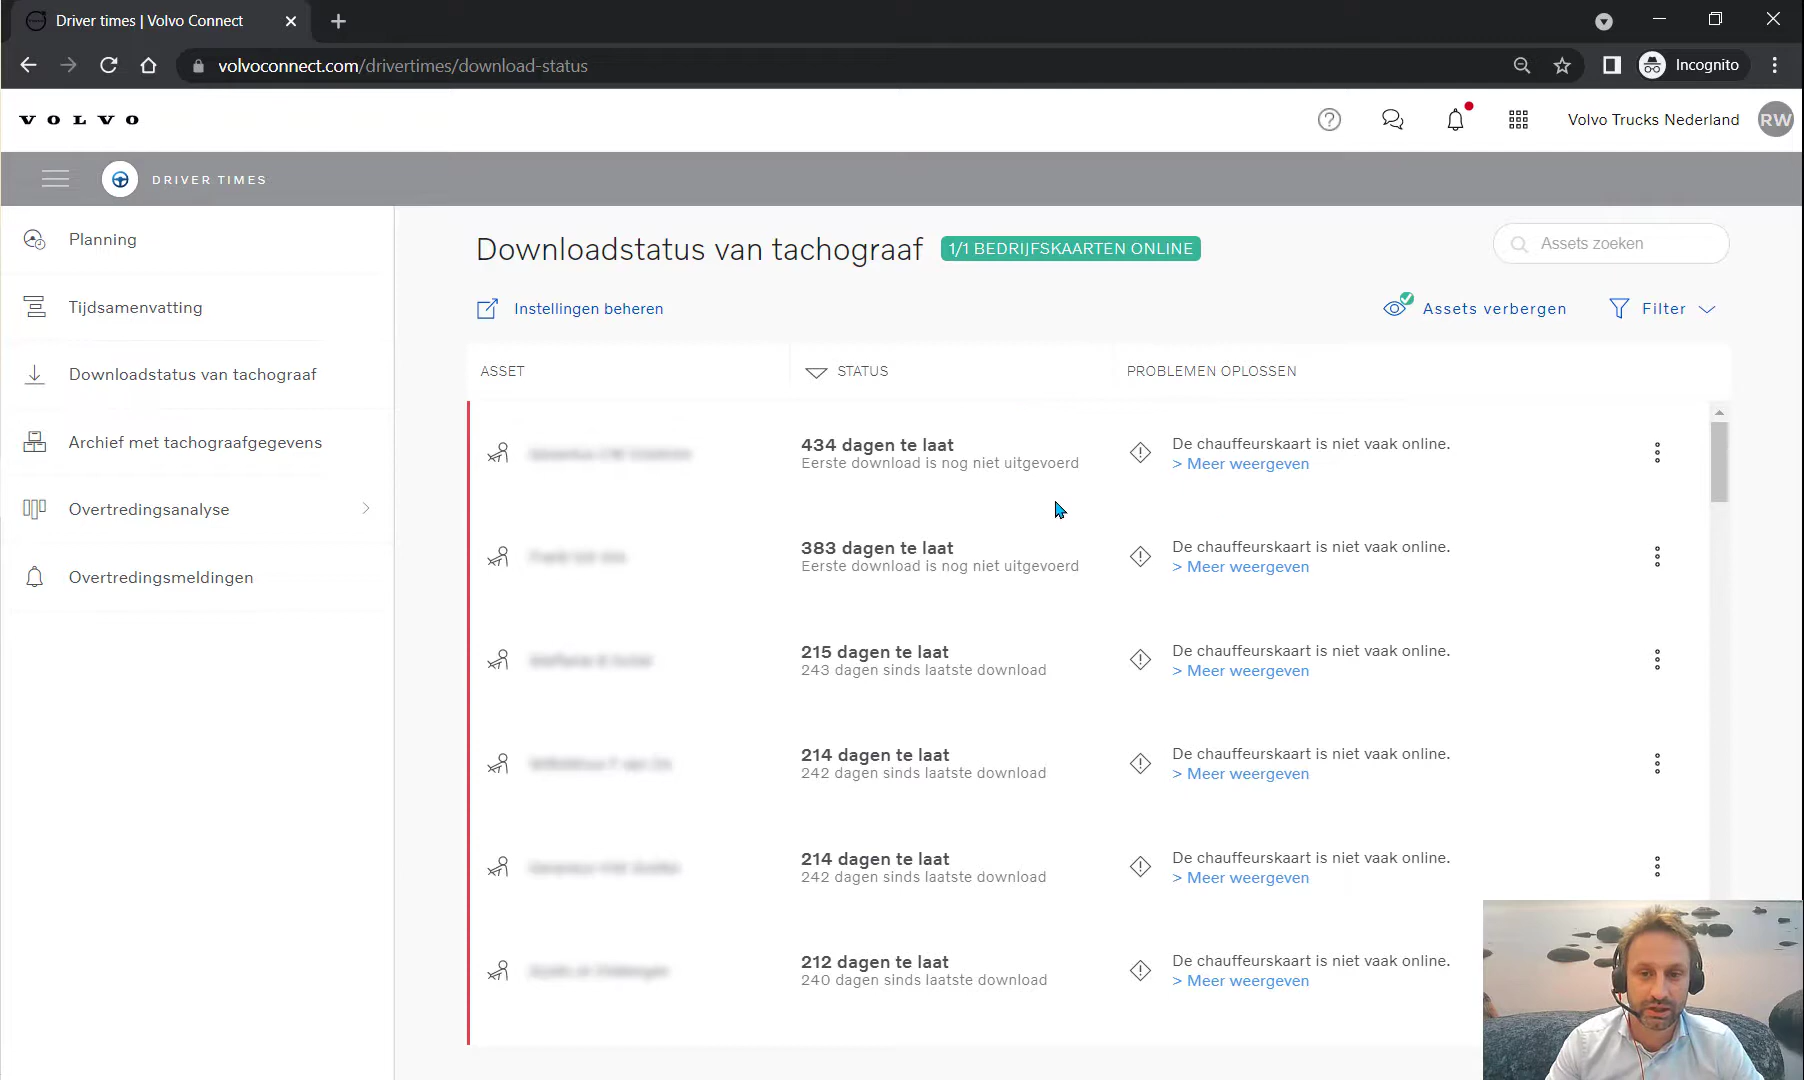 Driver times | Volvo Connect
volvoconnect.com/drivertimes/download-status
Incognito
VOLVO
Volvo Trucks Nederland
RW
DRIVER TIMES
Planning
Tijdsamenvatting
Downloadstatus van tachograaf
Archief met tachograafgegevens
Overtredingsanalyse
Overtredingsmeldingen
Downloadstatus van tachograaf
1/1 BEDRIJFSKAARTEN ONLINE
Assets zoeken
Instellingen beheren
Assets verbergen
Filter
ASSET
STATUS
PROBLEMEN OPLOSSEN
434 dagen te laat
Eerste download is nog niet uitgevoerd
De chauffeurskaart is niet vaak online.
> Meer weergeven
383 dagen te laat
Eerste download is nog niet uitgevoerd
De chauffeurskaart is niet vaak online.
> Meer weergeven
215 dagen te laat
243 dagen sinds laatste download
De chauffeurskaart is niet vaak online.
> Meer weergeven
214 dagen te laat
242 dagen sinds laatste download
De chauffeurskaart is niet vaak online.
> Meer weergeven
214 dagen te laat
242 dagen sinds laatste download
De chauffeurskaart is niet vaak online.
> Meer weergeven
212 dagen te laat
240 dagen sinds laatste download
De chauffeurskaart is niet vaak online.
> Meer weergeven